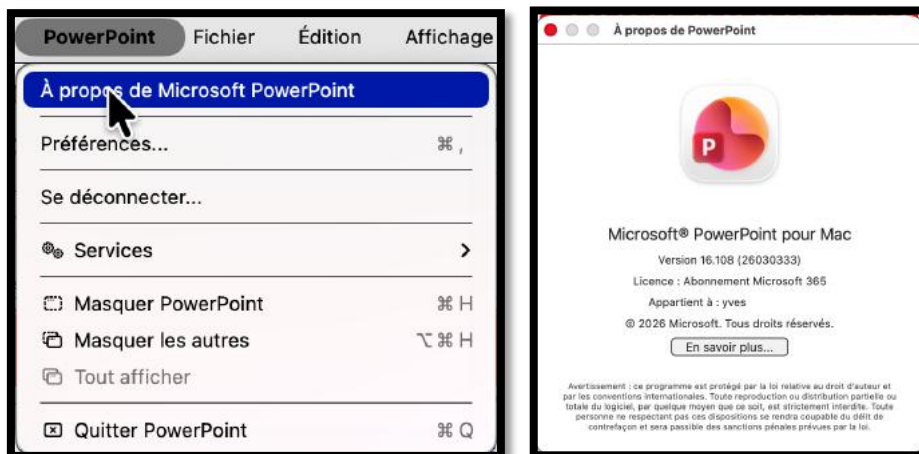 PowerPoint Fichier Édition Affichage
À propos de Microsoft PowerPoint
Préférences... ⌘ ,
Se déconnecter...
Services >
Masquer PowerPoint ⌘ H
Masquer les autres ⌥ ⌘ H
Tout afficher
Quitter PowerPoint ⌘ Q
À propos de PowerPoint
P
Microsoft® PowerPoint pour Mac
Version 16.108 (26030333)
Licence : Abonnement Microsoft 365
Appartient à : yves
© 2026 Microsoft. Tous droits réservés.
En savoir plus...
Avertissement : ce programme est protégé par la loi relative au droit d'auteur et
par les conventions internationales. Toute reproduction ou distribution partielle ou
totale du logiciel, par quelque moyen que ce soit, est strictement interdite. Toute
personne ne respectant pas ces dispositions se rendra coupable du délit de
contrefaçon et sera passible des sanctions pénales prévues par la loi.